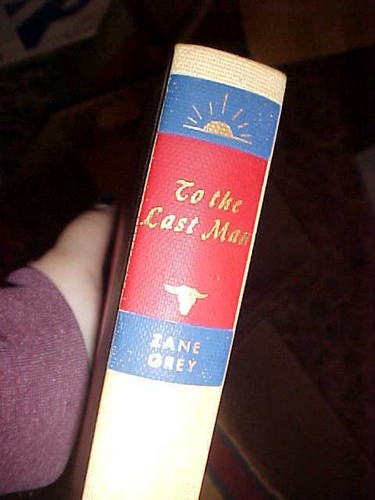 To the
Last Man
ZANE
GREY